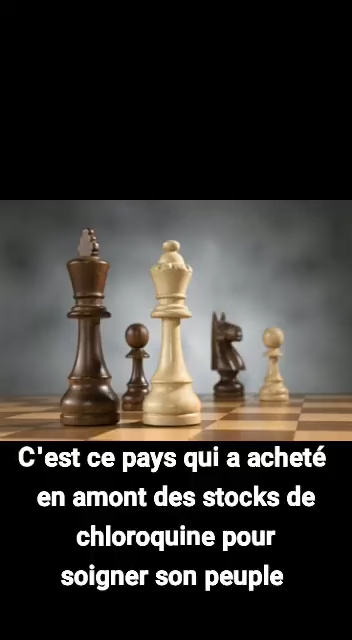 C'est ce pays qui a acheté
en amont des stocks de
chloroquine pour
soigner son peuple